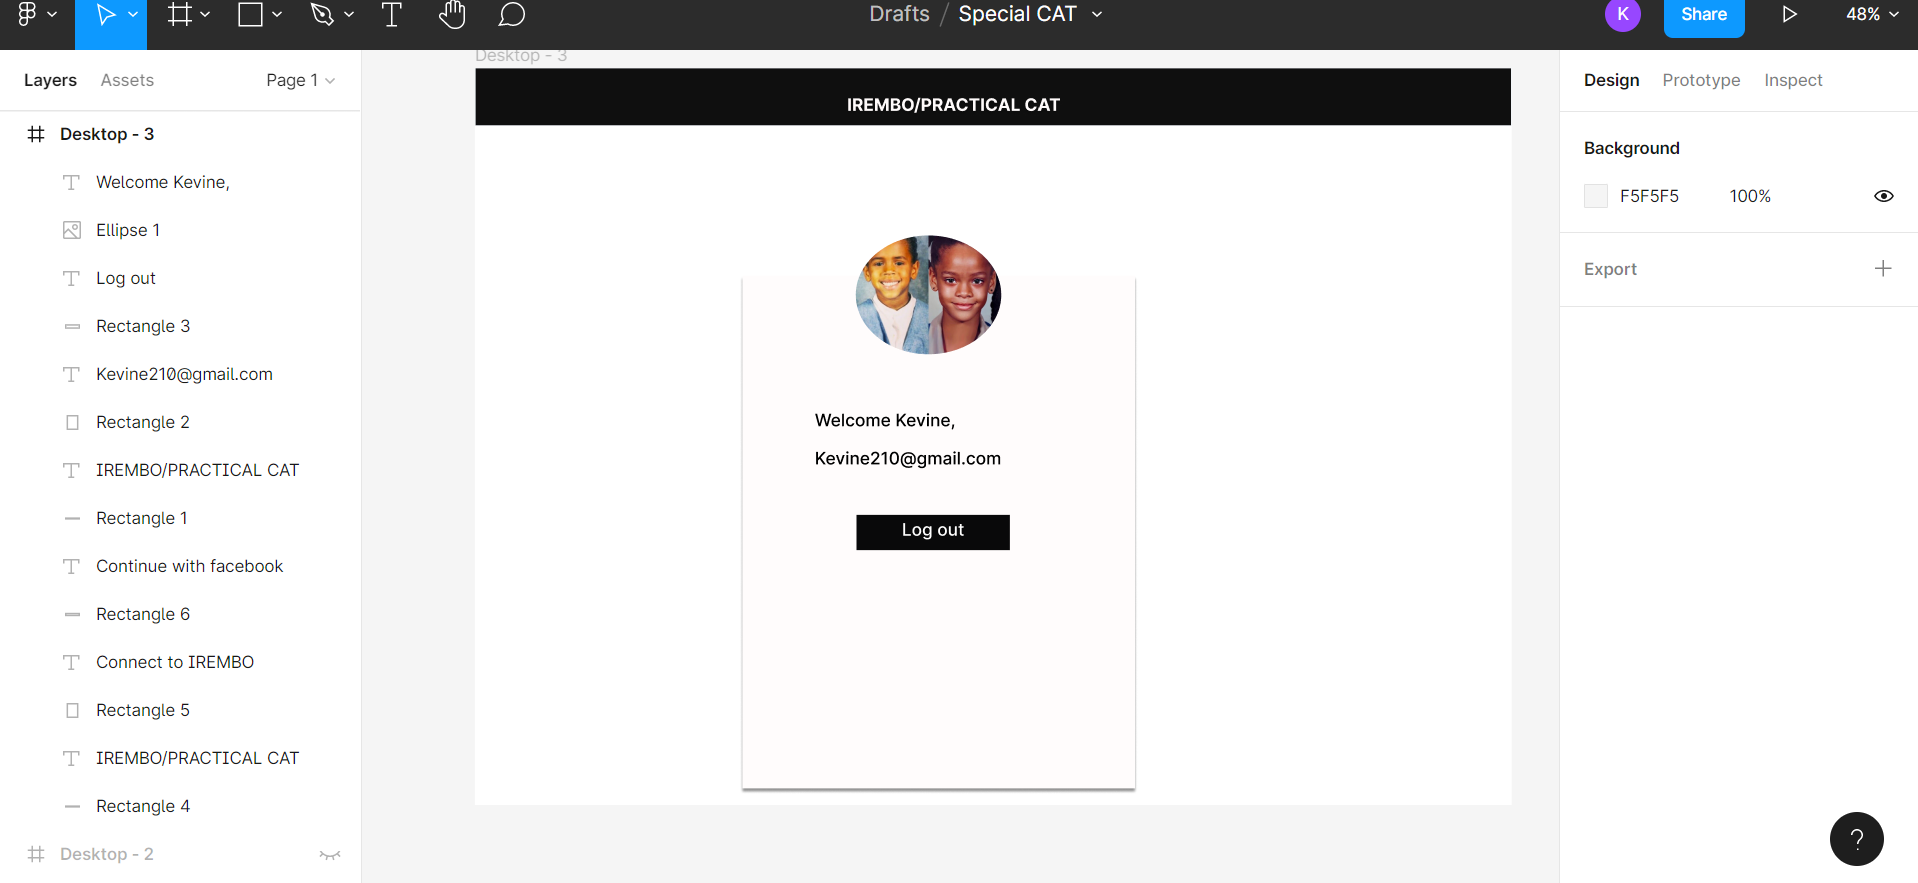 Drafts / Special CAT
K
Share
48%
Layers
Assets
Page 1
Desktop - 3
Welcome Kevine,
Ellipse 1
Log out
Rectangle 3
Kevine210@gmail.com
Rectangle 2
IREMBO/PRACTICAL CAT
Rectangle 1
Continue with facebook
Rectangle 6
Connect to IREMBO
Rectangle 5
IREMBO/PRACTICAL CAT
Rectangle 4
Desktop - 2
Desktop - 3
IREMBO/PRACTICAL CAT
Welcome Kevine,
Kevine210@gmail.com
Log out
Design
Prototype
Inspect
Background
F5F5F5
100%
Export
?